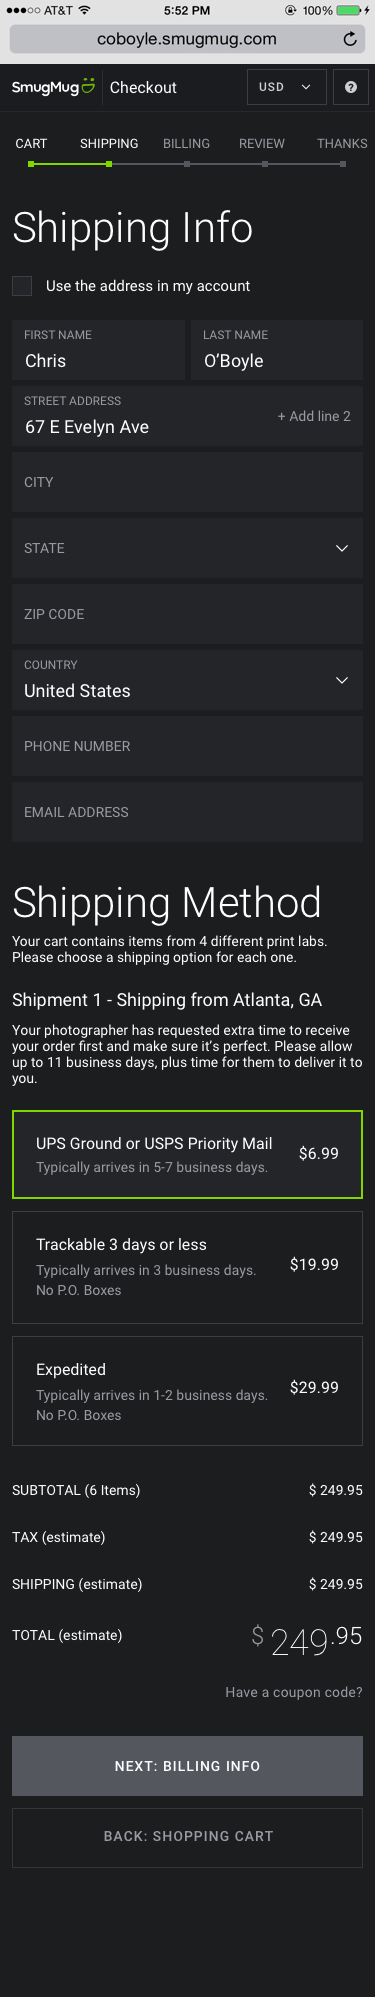 AT&T 5:52 PM 100%
coboyle.smugmug.com
SmugMug Checkout USD ?
CART SHIPPING BILLING REVIEW THANKS
Shipping Info
Use the address in my account
FIRST NAME LAST NAME
Chris O'Boyle
STREET ADDRESS
67 E Evelyn Ave + Add line 2
CITY
STATE
ZIP CODE
COUNTRY
United States
PHONE NUMBER
EMAIL ADDRESS
Shipping Method
Your cart contains items from 4 different print labs.
Please choose a shipping option for each one.
Shipment 1 - Shipping from Atlanta, GA
Your photographer has requested extra time to receive
your order first and make sure it's perfect. Please allow
up to 11 business days, plus time for them to deliver it to
you.
UPS Ground or USPS Priority Mail $6.99
Typically arrives in 5-7 business days.
Trackable 3 days or less $19.99
Typically arrives in 3 business days.
No P.O. Boxes
Expedited $29.99
Typically arrives in 1-2 business days.
No P.O. Boxes
SUBTOTAL (6 Items) $ 249.95
TAX (estimate) $ 249.95
SHIPPING (estimate) $ 249.95
TOTAL (estimate) $ 249.95
Have a coupon code?
NEXT: BILLING INFO
BACK: SHOPPING CART